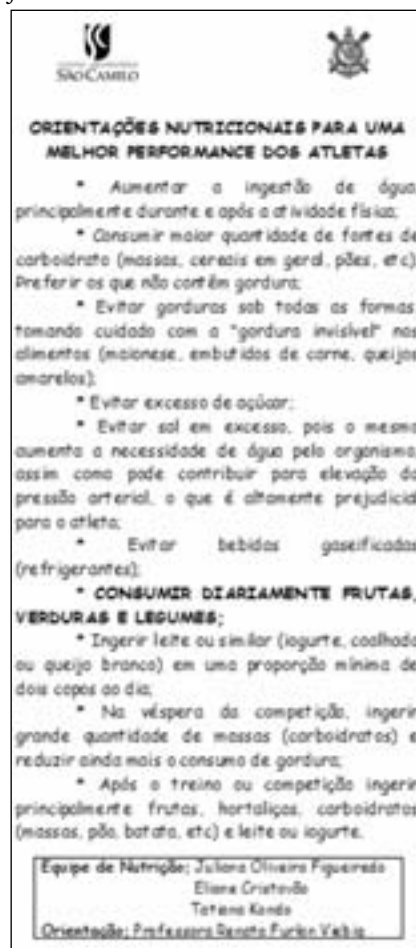 SÃO CAMILO
ORIENTAÇÕES NUTRICIONAIS PARA UMA
MELHOR PERFORMANCE DOS ATLETAS
* Aumentar a ingestão de água
principalmente durante e após a atividade física;
* Consumir maior quantidade de fontes de
carboidrato (massas, cereais em geral, pães, etc)
Preferir os que não contêm gordura;
* Evitar gorduras sob todas as formas
tomando cuidado com a "gordura invisível" nos
alimentos (maionese, embutidos de carne, queijos
amarelos);
* Evitar excesso de açúcar;
* Evitar sal em excesso, pois o mesmo
aumenta a necessidade de água pelo organismo
assim como pode contribuir para elevação da
pressão arterial, o que é altamente prejudicial
para o atleta;
* Evitar bebidas gaseificadas
(refrigerantes);
* CONSUMIR DIARIAMENTE FRUTAS,
VERDURAS E LEGUMES;
* Ingerir leite ou similar (iogurte, coalhada
ou queijo branco) em uma proporção mínima de
dois copos ao dia;
* Na véspera da competição, ingerir
grande quantidade de massas (carboidratos) e
reduzir ainda mais o consumo de gordura;
* Após o treino ou competição ingerir
principalmente frutas, hortaliças, carboidratos
(massas, pão, batata, etc) e leite ou iogurte.
Equipe de Nutrição; Juliana Oliveira Figueiredo
Eliane Cristovão
Tatiana Kondo
Orientação; Professora Renata Furlan